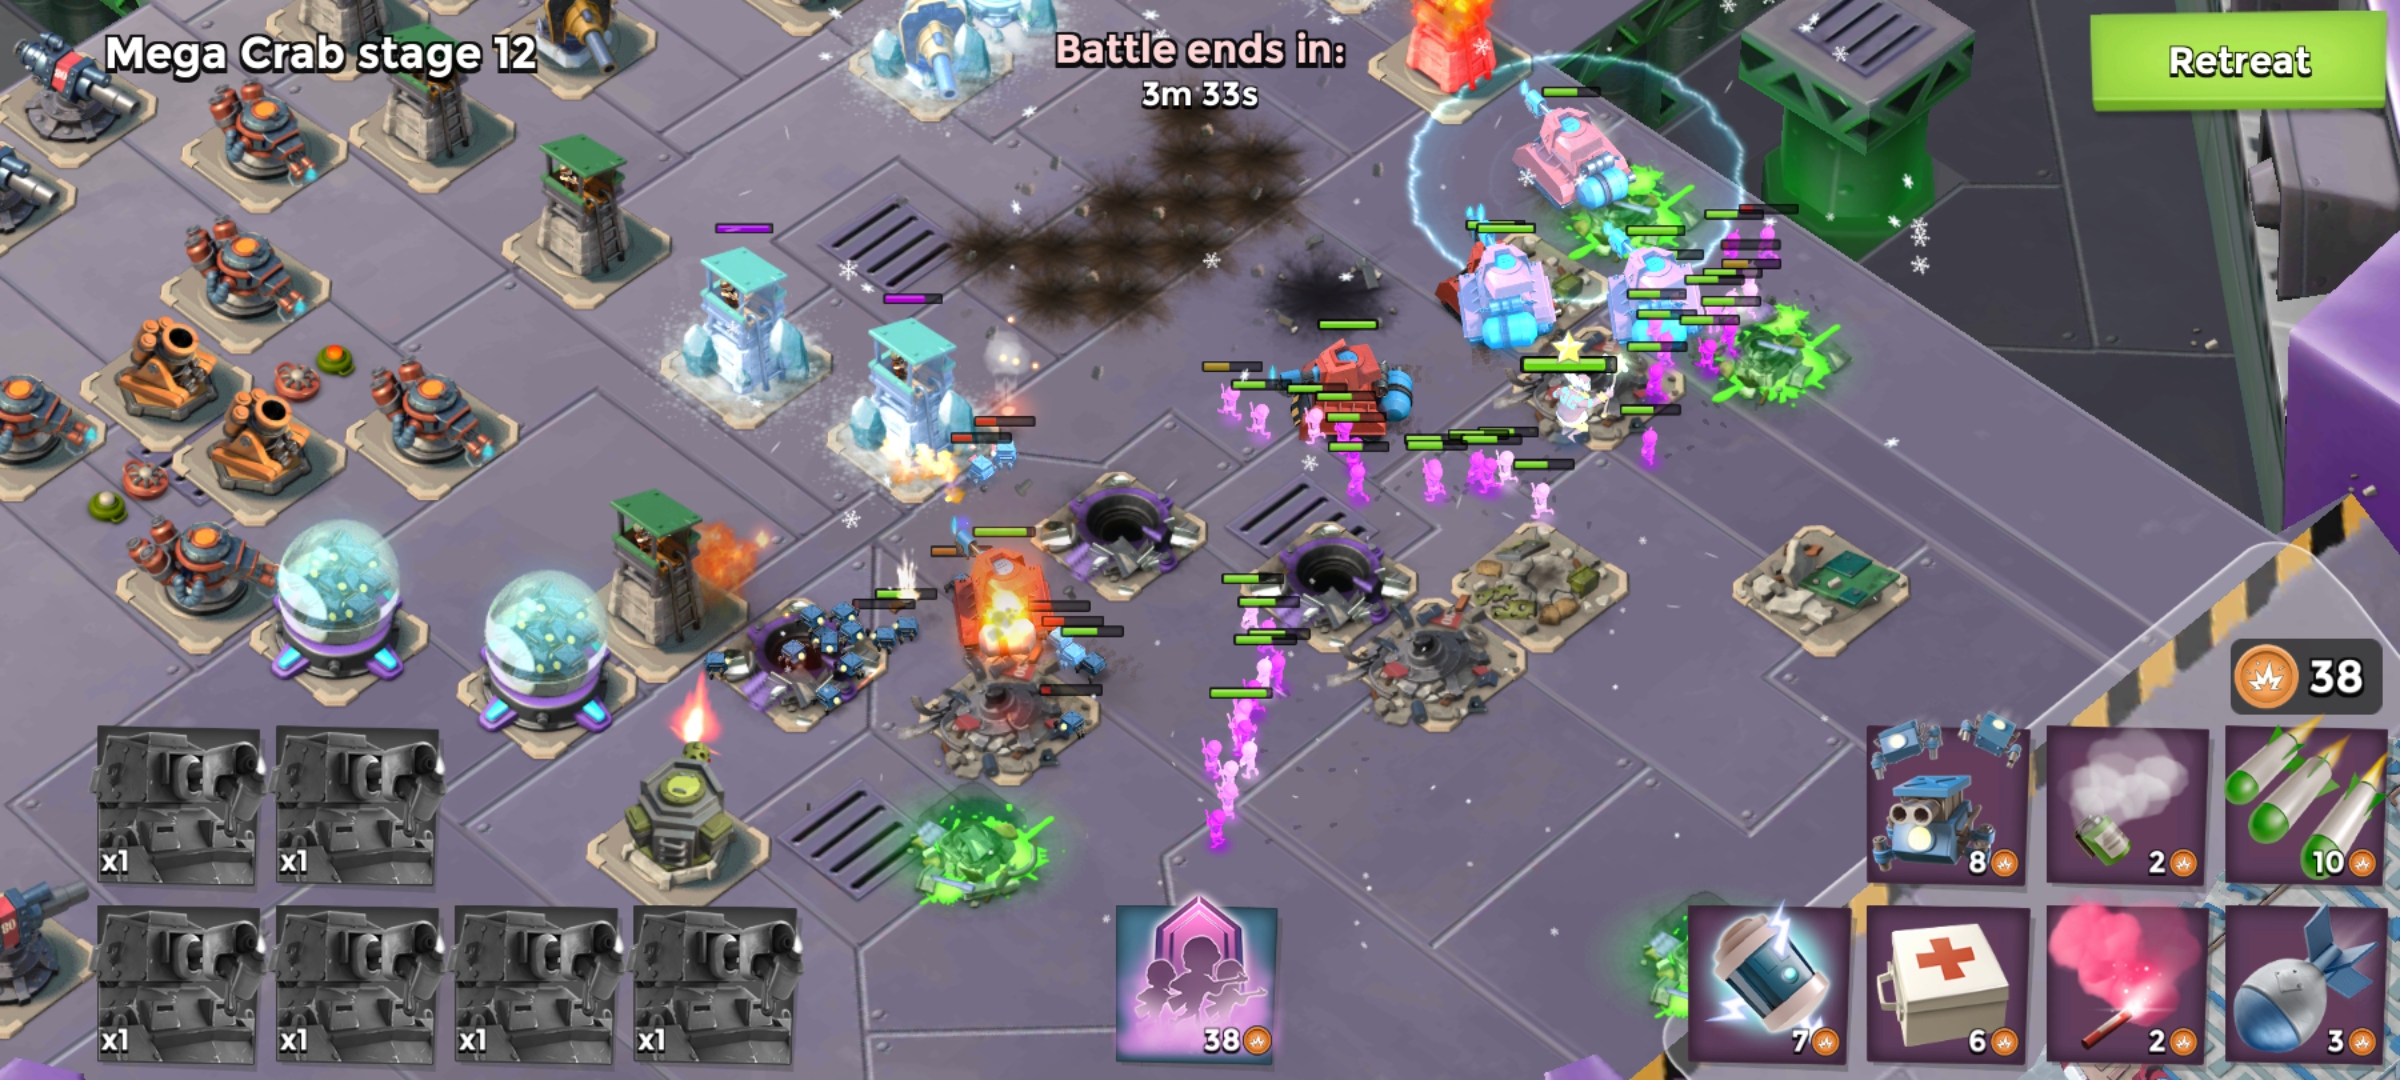 Mega Crab stage 12
Battle ends in:
3m 33s
Retreat
38
8
2
10
x1
x1
x1
x1
x1
x1
38
7
6
2
3